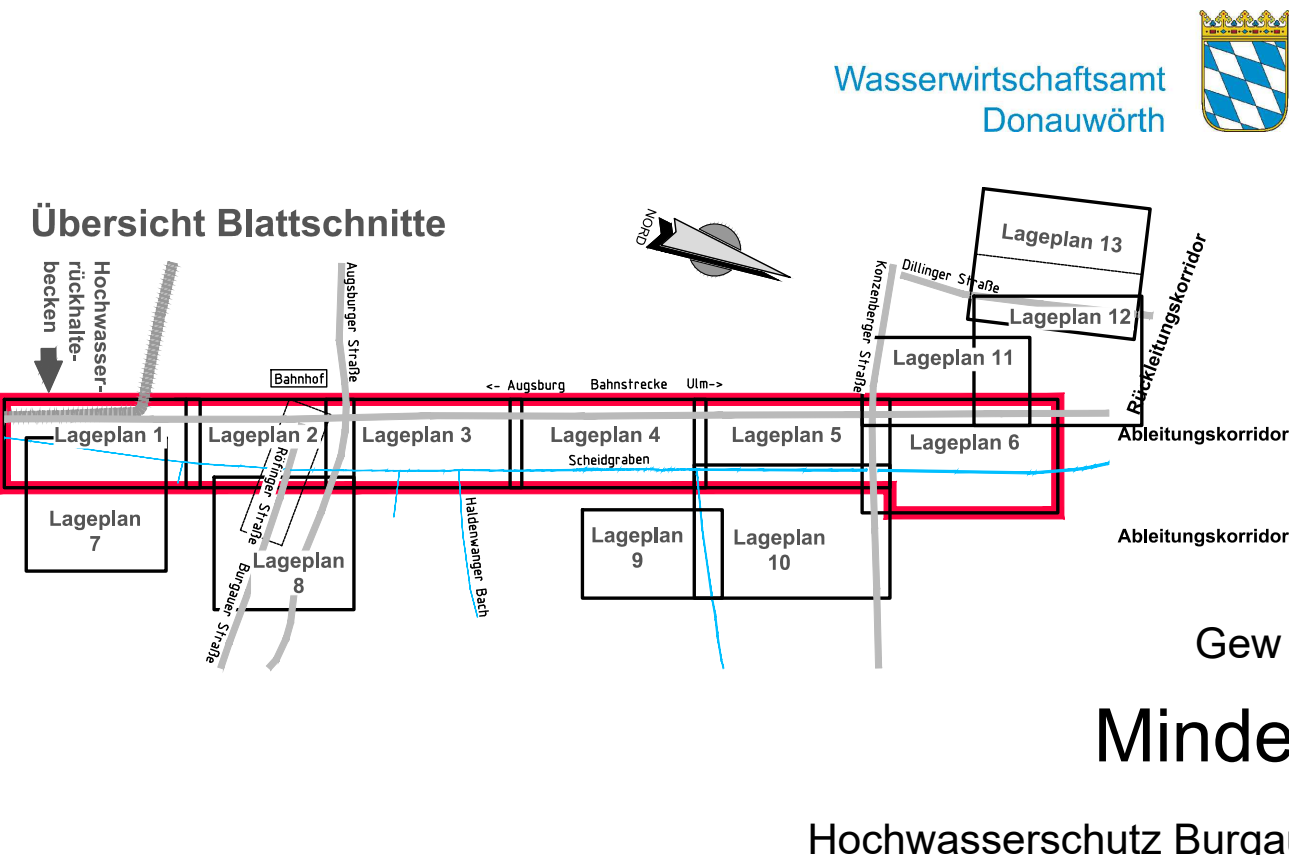 Wasserwirtschaftsamt
Donauwörth
Übersicht Blattschnitte
Hochwasser-
rückhalte-
becken
NORD
Augsburger Straße
Bahnhof
<- Augsburg Bahnstrecke Ulm->
Konzenberger Straße
Dillinger Straße
Lageplan 13
Lageplan 12
Lageplan 11
Rückleitungskorridor
Lageplan 1
Lageplan 2
Lageplan 3
Lageplan 4
Lageplan 5
Lageplan 6
Ableitungskorridor
Scheidgraben
Röfinger Straße
Haldenwanger Bach
Lageplan
7
Lageplan
8
Burgauer Straße
Lageplan
9
Lageplan
10
Ableitungskorridor
Gew
Minde
Hochwasserschutz Burgau